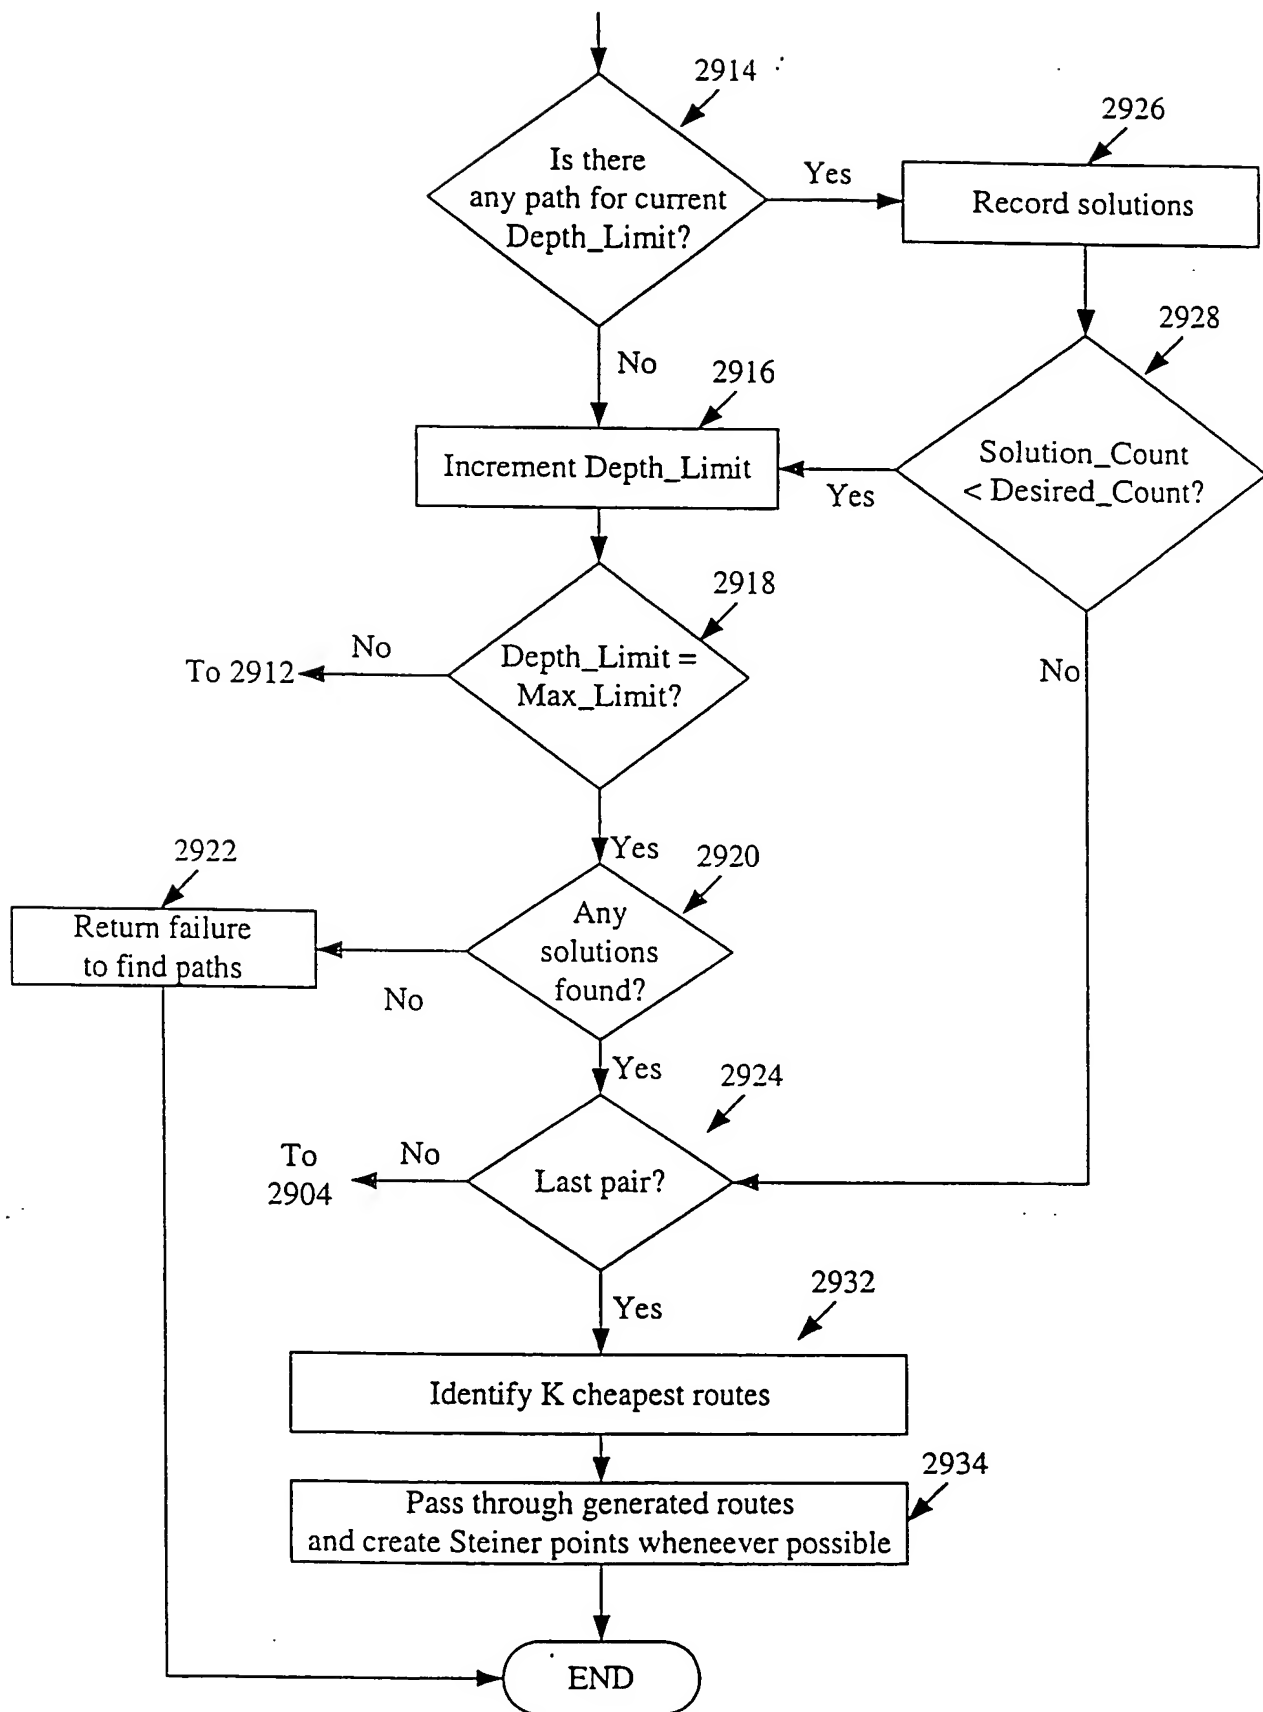 2914
Is there
any path for current
Depth_Limit?
Yes
2926
Record solutions
No
2928
Solution_Count
< Desired_Count?
Yes
No
2916
Increment Depth_Limit
2918
Depth_Limit =
Max_Limit?
No
To 2912
Yes
2920
Any
solutions
found?
No
2922
Return failure
to find paths
Yes
2924
Last pair?
No
To
2904
Yes
2932
Identify K cheapest routes
2934
Pass through generated routes
and create Steiner points wheneever possible
END